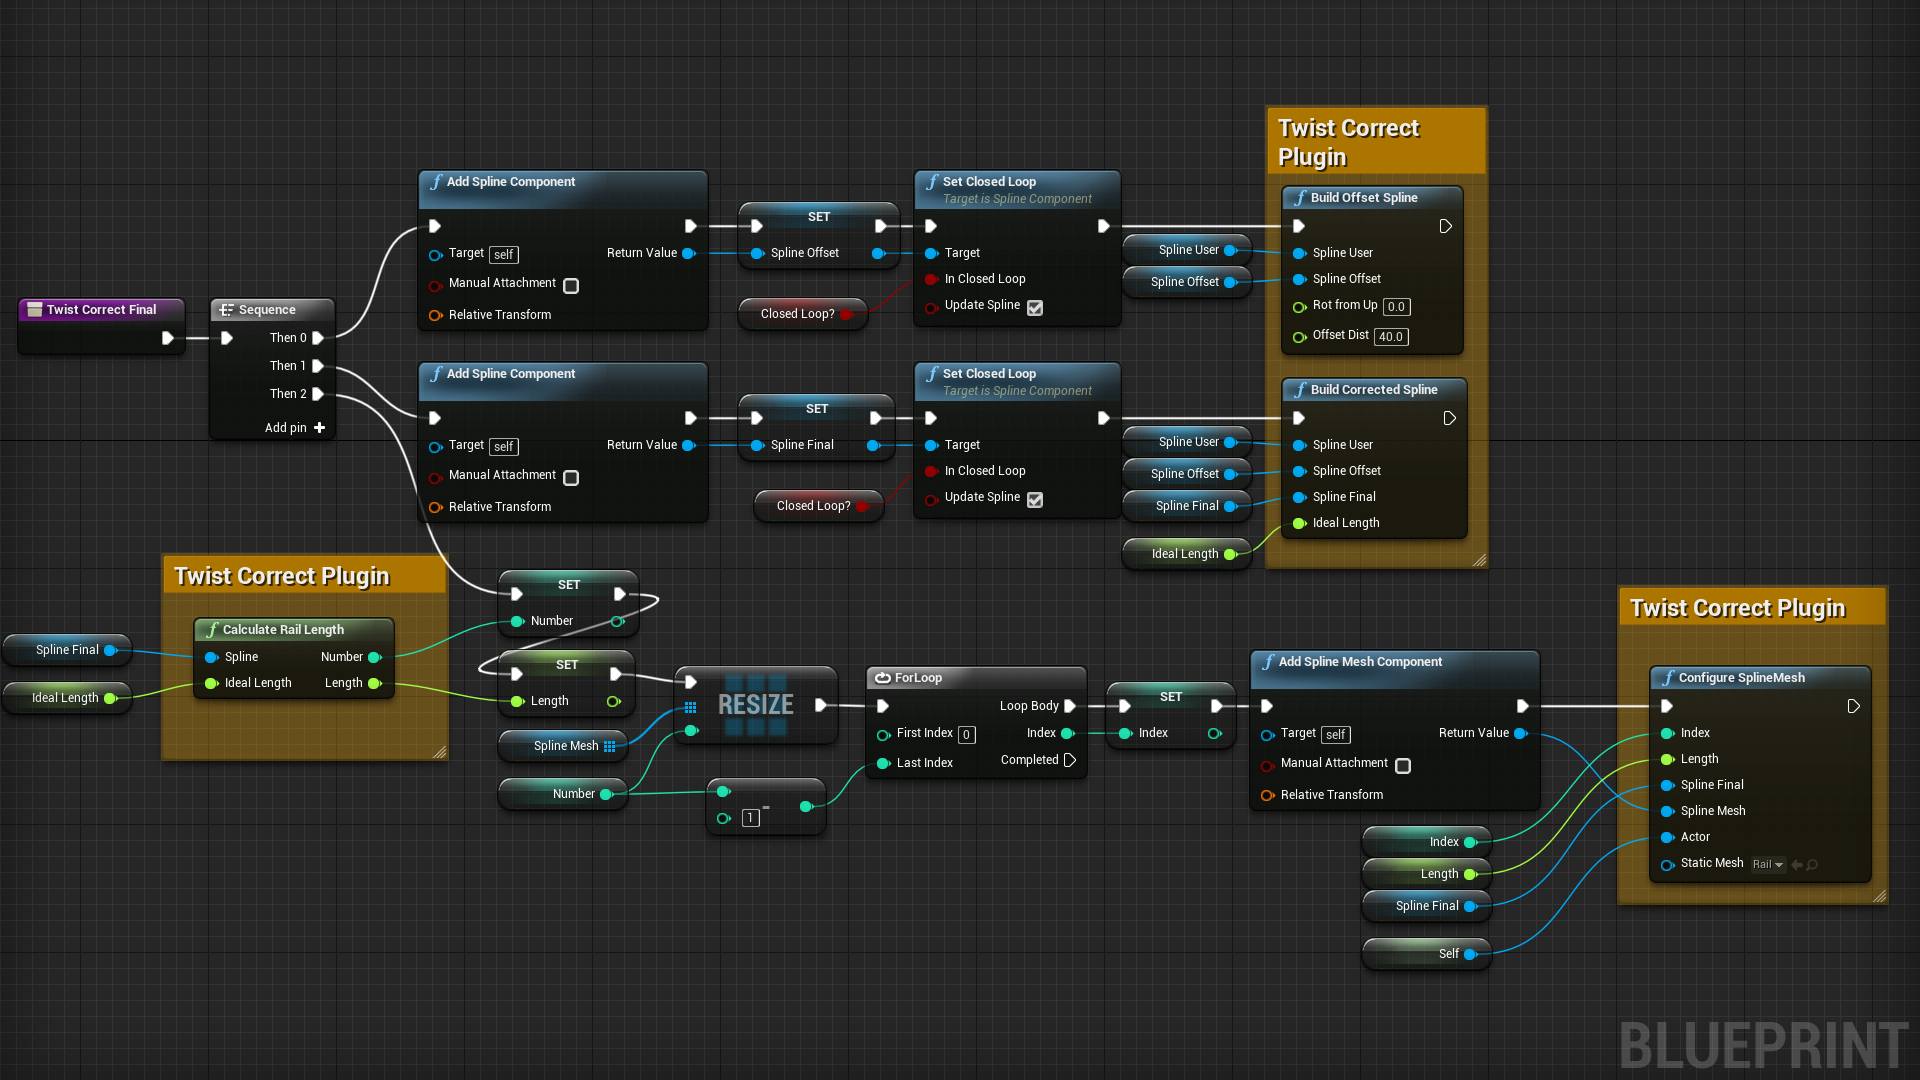 Twist Correct
Plugin
Add Spline Component
Target self
Return Value
Manual Attachment
Relative Transform
SET
Spline Offset
Closed Loop?
Set Closed Loop
Target is Spline Component
Target
In Closed Loop
Update Spline
Spline User
Spline Offset
Build Offset Spline
Spline User
Spline Offset
Rot from Up 0.0
Offset Dist 40.0
Twist Correct Final
Sequence
Then 0
Then 1
Then 2
Add pin
Add Spline Component
Target self
Return Value
Manual Attachment
Relative Transform
SET
Spline Final
Closed Loop?
Set Closed Loop
Target is Spline Component
Target
In Closed Loop
Update Spline
Spline User
Spline Offset
Spline Final
Ideal Length
Build Corrected Spline
Spline User
Spline Offset
Spline Final
Ideal Length
Twist Correct Plugin
Spline Final
Ideal Length
Calculate Rail Length
Spline
Number
Ideal Length
Length
SET
Number
SET
Length
Spline Mesh
Number
RESIZE
1
-
ForLoop
Loop Body
First Index 0
Index
Last Index
Completed
SET
Index
Add Spline Mesh Component
Target self
Return Value
Manual Attachment
Relative Transform
Index
Length
Spline Final
Self
Twist Correct Plugin
Configure SplineMesh
Index
Length
Spline Final
Spline Mesh
Actor
Static Mesh Rail
BLUEPRINT